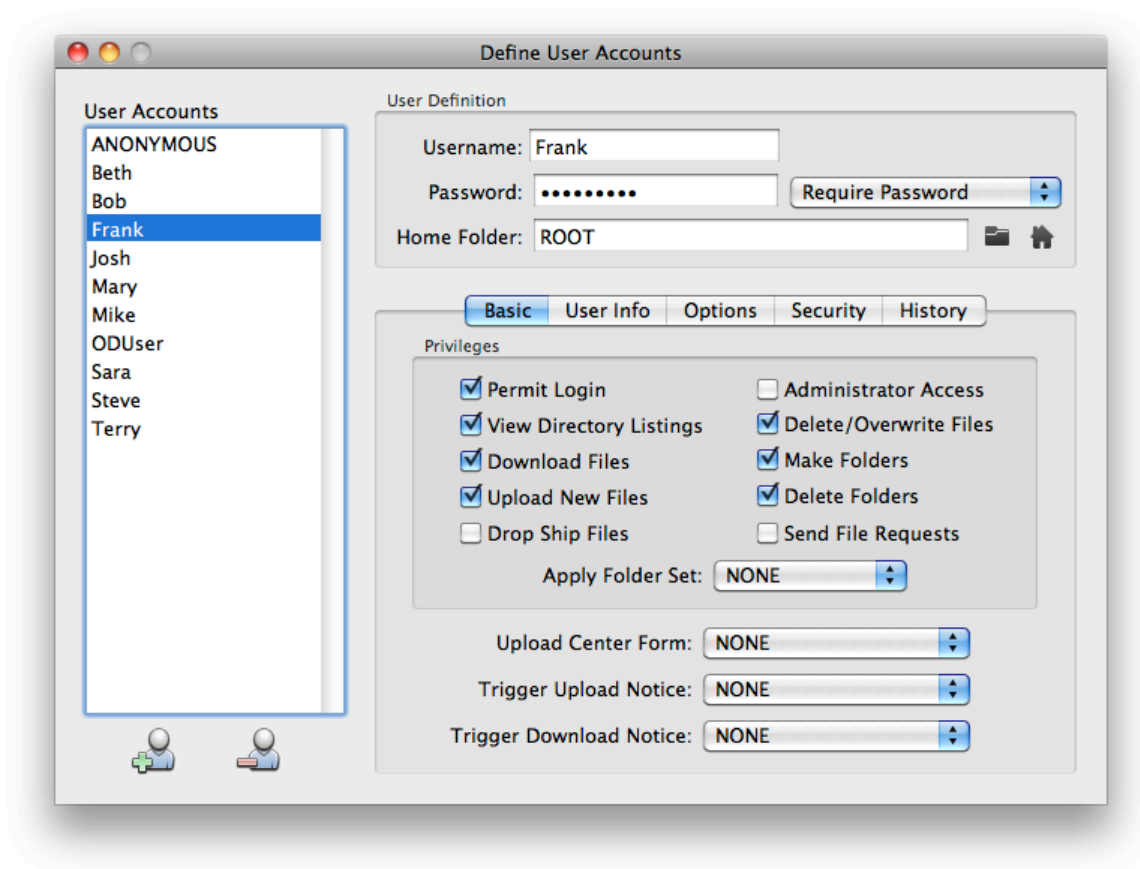 Define User Accounts
User Accounts
ANONYMOUS
Beth
Bob
Frank
Josh
Mary
Mike
ODUser
Sara
Steve
Terry
User Definition
Username: Frank
Password: ••••••••• Require Password
Home Folder: ROOT
Basic User Info Options Security History
Privileges
Permit Login Administrator Access
View Directory Listings Delete/Overwrite Files
Download Files Make Folders
Upload New Files Delete Folders
Drop Ship Files Send File Requests
Apply Folder Set: NONE
Upload Center Form: NONE
Trigger Upload Notice: NONE
Trigger Download Notice: NONE